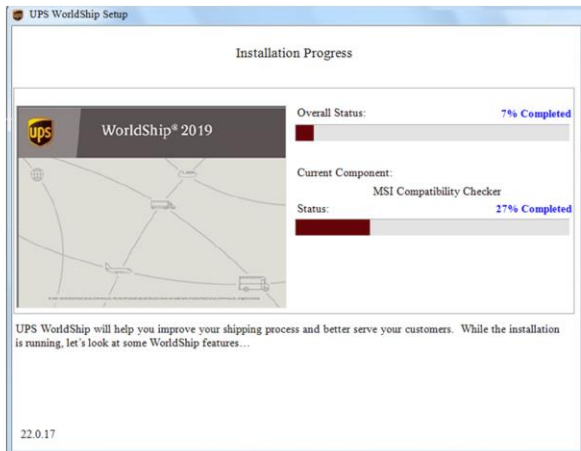 UPS WorldShip Setup
Installation Progress
ups
WorldShip® 2019
Overall Status: 7% Completed
Current Component:
MSI Compatibility Checker
Status: 27% Completed
UPS WorldShip will help you improve your shipping process and better serve your customers. While the installation
is running, let's look at some WorldShip features…
22.0.17